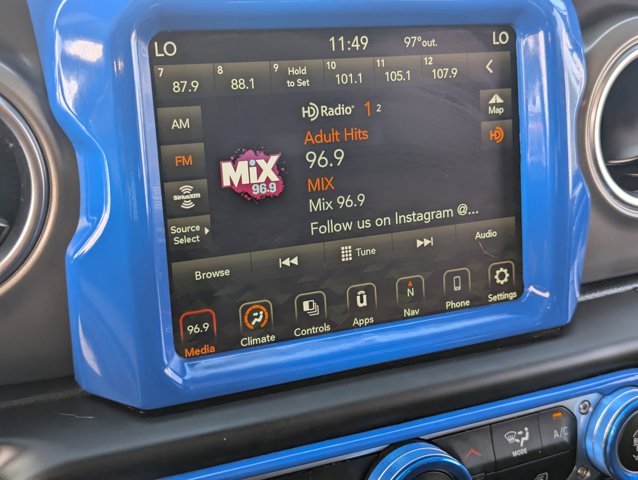 LO 11:49 97° out. LO
7 87.9 8 88.1 9 Hold to Set 10 101.1 11 105.1 12 107.9
HD Radio 1 2
Map
AM
Adult Hits
HD
FM
96.9
MiX 96.9
MIX
SiriusXM
Mix 96.9
Source Select
Follow us on Instagram @...
Browse
Tune
Audio
96.9
Media
Climate
Controls
Apps
N
Nav
Phone
Settings
MODE
A/C
MAX